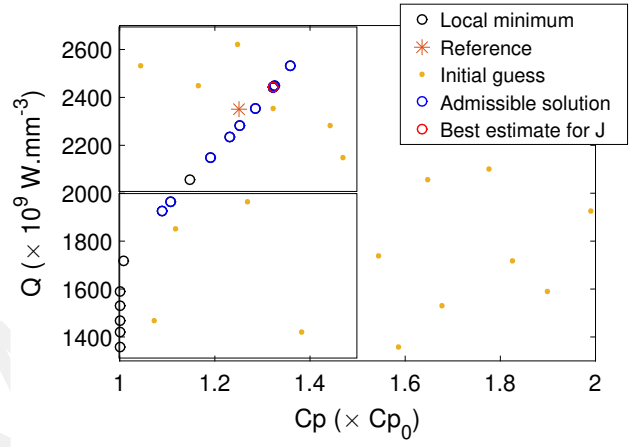 Local minimum
Reference
Initial guess
Admissible solution
Best estimate for J
2600
2400
2200
2000
1800
1600
1400
Q (× 10⁹ W.mm⁻³)
1
1.2
1.4
1.6
1.8
2
Cp (× Cp₀)